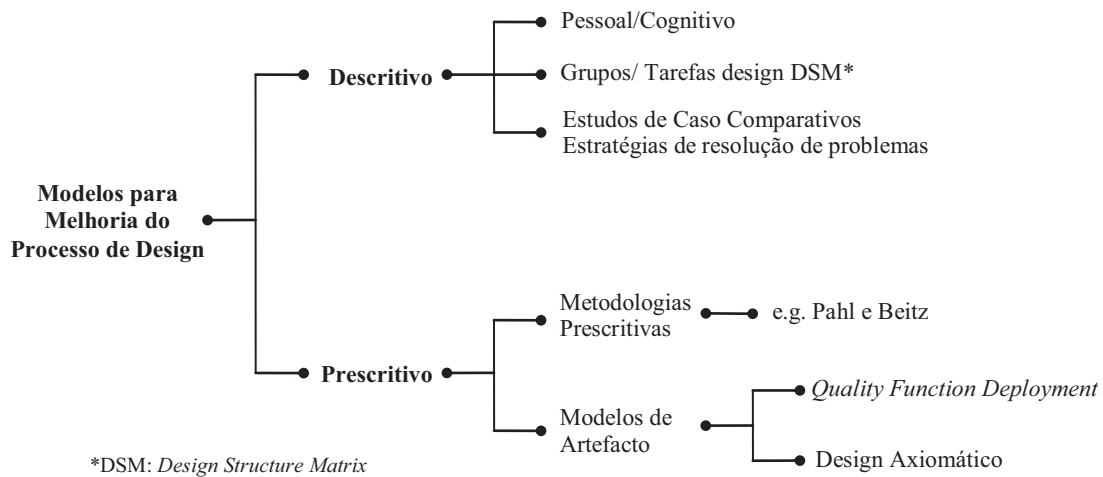 Pessoal/Cognitivo
Descritivo
Grupos/ Tarefas design DSM*
Estudos de Caso Comparativos
Estratégias de resolução de problemas
Modelos para
Melhoria do
Processo de Design
Metodologias
Prescritivas
e.g. Pahl e Beitz
Prescritivo
Quality Function Deployment
Modelos de
Artefacto
Design Axiomático
*DSM: Design Structure Matrix